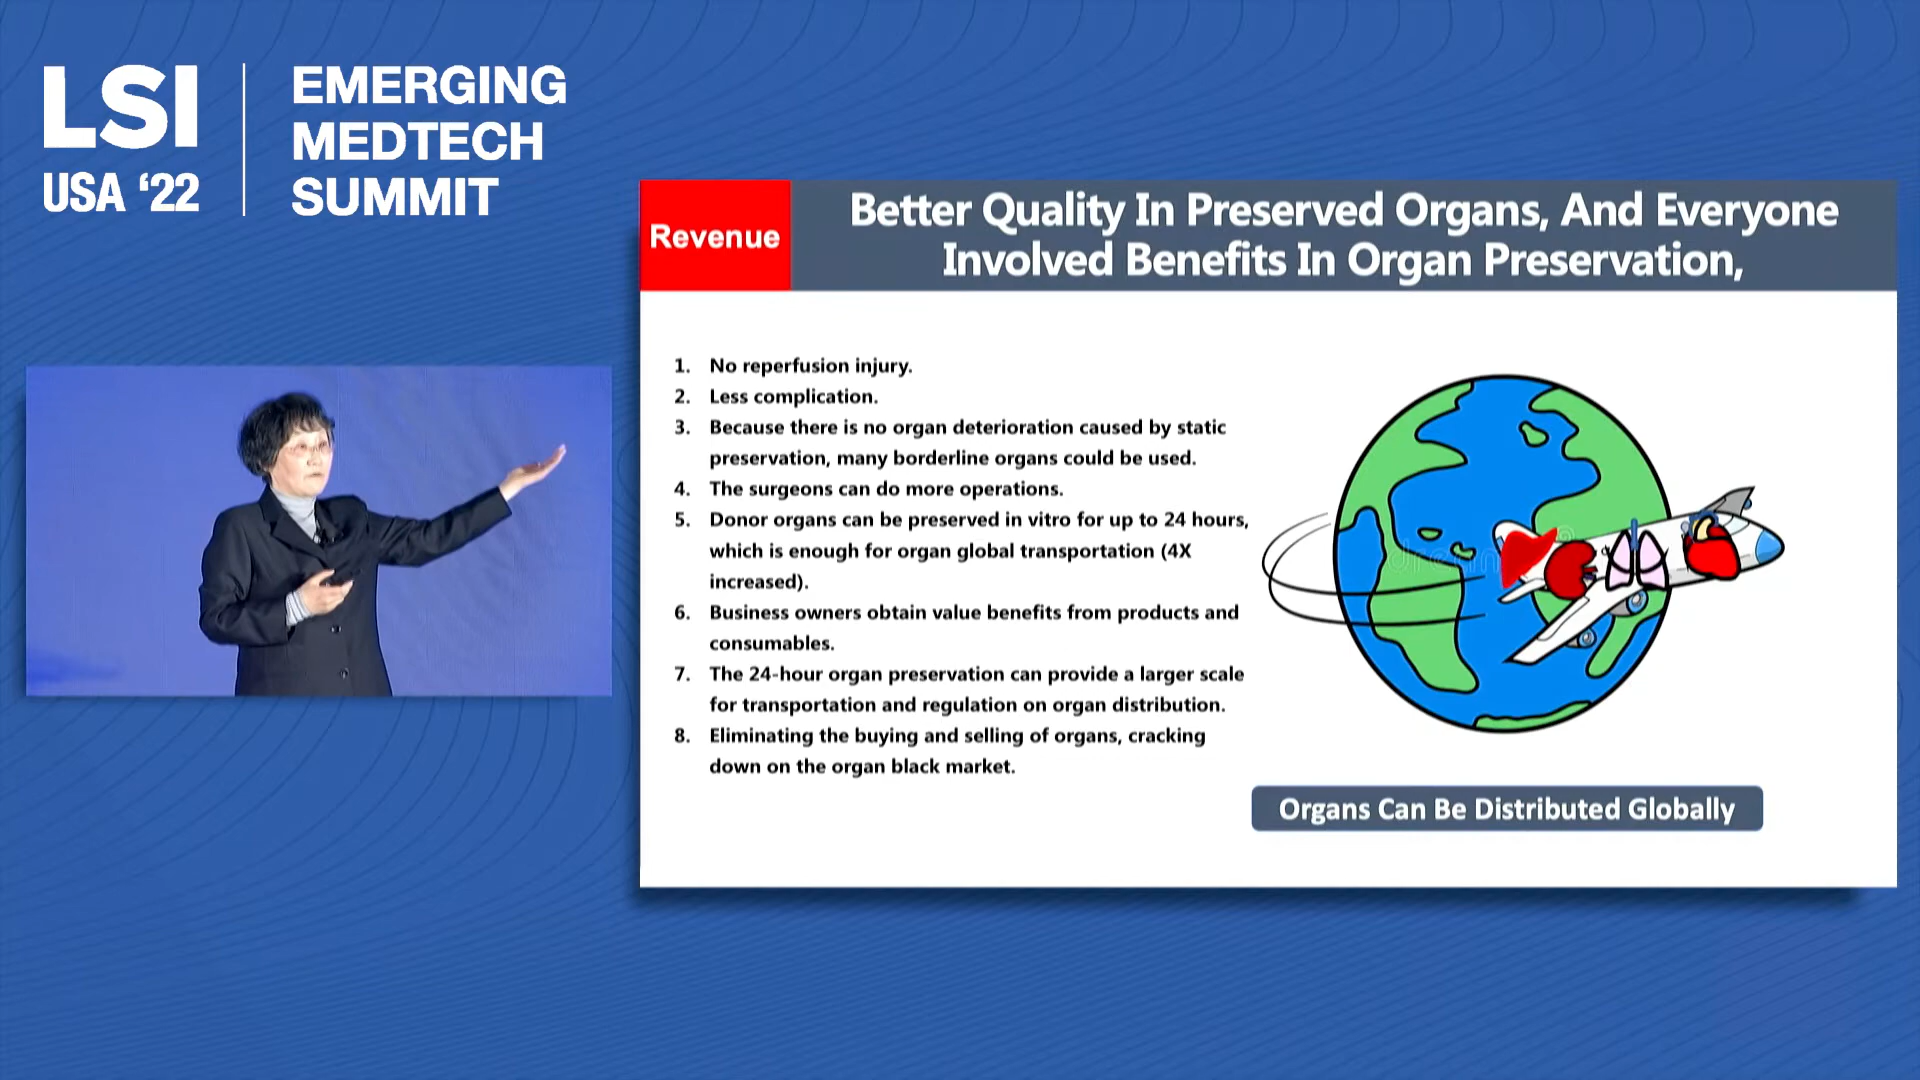 LSI
USA ‘22
EMERGING
MEDTECH
SUMMIT
Revenue
Better Quality In Preserved Organs, And Everyone
Involved Benefits In Organ Preservation,
1. No reperfusion injury.
2. Less complication.
3. Because there is no organ deterioration caused by static
preservation, many borderline organs could be used.
4. The surgeons can do more operations.
5. Donor organs can be preserved in vitro for up to 24 hours,
which is enough for organ global transportation (4X
increased).
6. Business owners obtain value benefits from products and
consumables.
7. The 24-hour organ preservation can provide a larger scale
for transportation and regulation on organ distribution.
8. Eliminating the buying and selling of organs, cracking
down on the organ black market.
Organs Can Be Distributed Globally